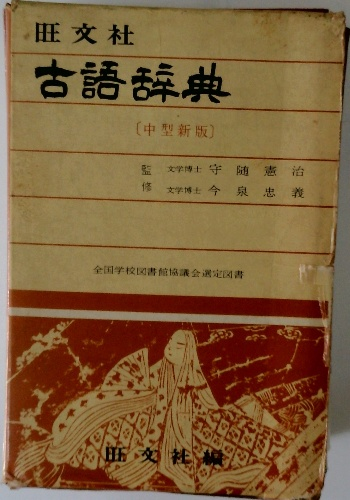 旺文社
古語辞典
〔中型新版〕
監修 文学博士 守随憲治
文学博士 今泉忠義
全国学校図書館協議会選定図書
旺文社編